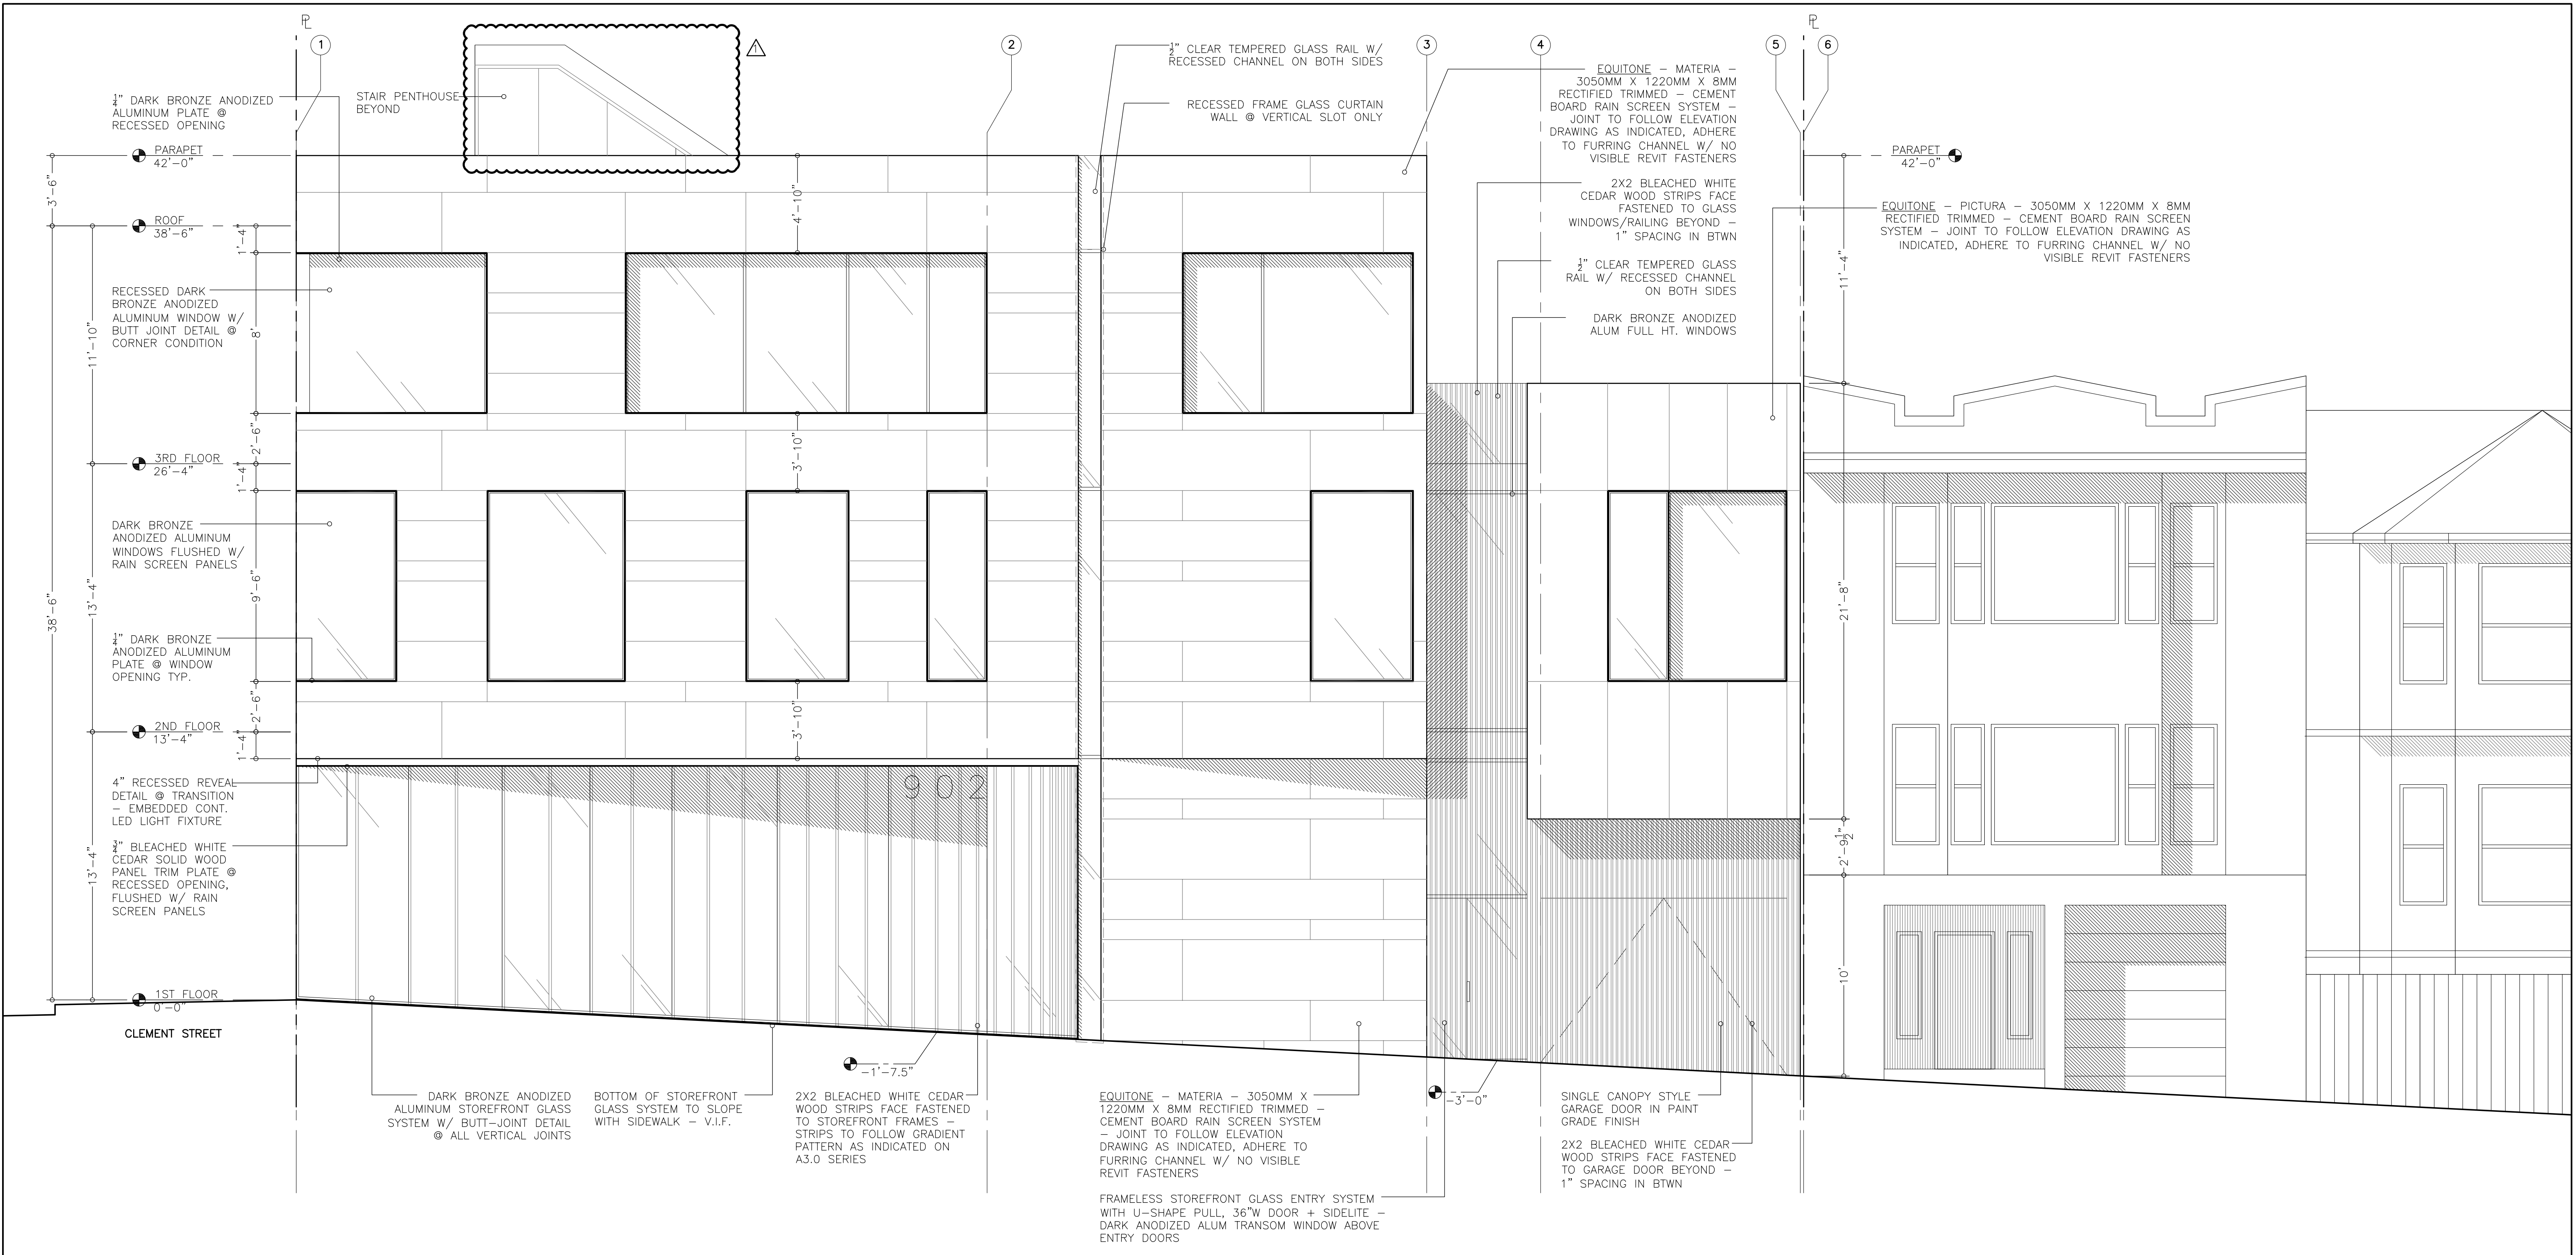 PL
PL
1
2
3
4
5
6
1
1/4" DARK BRONZE ANODIZED
ALUMINUM PLATE @
RECESSED OPENING
STAIR PENTHOUSE
BEYOND
1/2" CLEAR TEMPERED GLASS RAIL W/
RECESSED CHANNEL ON BOTH SIDES
RECESSED FRAME GLASS CURTAIN
WALL @ VERTICAL SLOT ONLY
EQUITONE – MATERIA –
3050MM X 1220MM X 8MM
RECTIFIED TRIMMED – CEMENT
BOARD RAIN SCREEN SYSTEM –
JOINT TO FOLLOW ELEVATION
DRAWING AS INDICATED, ADHERE
TO FURRING CHANNEL W/ NO
VISIBLE REVIT FASTENERS
2X2 BLEACHED WHITE
CEDAR WOOD STRIPS FACE
FASTENED TO GLASS
WINDOWS/RAILING BEYOND –
1" SPACING IN BTWN
1/2" CLEAR TEMPERED GLASS
RAIL W/ RECESSED CHANNEL
ON BOTH SIDES
DARK BRONZE ANODIZED
ALUM FULL HT. WINDOWS
PARAPET
42'-0"
EQUITONE – PICTURA – 3050MM X 1220MM X 8MM
RECTIFIED TRIMMED – CEMENT BOARD RAIN SCREEN
SYSTEM – JOINT TO FOLLOW ELEVATION DRAWING AS
INDICATED, ADHERE TO FURRING CHANNEL W/ NO
VISIBLE REVIT FASTENERS
PARAPET
42'-0"
ROOF
38'-6"
RECESSED DARK
BRONZE ANODIZED
ALUMINUM WINDOW W/
BUTT JOINT DETAIL @
CORNER CONDITION
3RD FLOOR
26'-4"
DARK BRONZE
ANODIZED ALUMINUM
WINDOWS FLUSHED W/
RAIN SCREEN PANELS
1/4" DARK BRONZE
ANODIZED ALUMINUM
PLATE @ WINDOW
OPENING TYP.
2ND FLOOR
13'-4"
4" RECESSED REVEAL
DETAIL @ TRANSITION
– EMBEDDED CONT.
LED LIGHT FIXTURE
3/4" BLEACHED WHITE
CEDAR SOLID WOOD
PANEL TRIM PLATE @
RECESSED OPENING,
FLUSHED W/ RAIN
SCREEN PANELS
1ST FLOOR
0'-0"
CLEMENT STREET
3'-6"
38'-6"
11'-10"
13'-4"
13'-4"
1'-4"
8'
2'-6"
1'-4"
9'-6"
2'-6"
1'-4"
4'-10"
3'-10"
3'-10"
902
11'-4"
21'-8"
2'-9 1/2"
10'
-1'-7.5"
-3'-0"
DARK BRONZE ANODIZED
ALUMINUM STOREFRONT GLASS
SYSTEM W/ BUTT-JOINT DETAIL
@ ALL VERTICAL JOINTS
BOTTOM OF STOREFRONT
GLASS SYSTEM TO SLOPE
WITH SIDEWALK – V.I.F.
2X2 BLEACHED WHITE CEDAR
WOOD STRIPS FACE FASTENED
TO STOREFRONT FRAMES –
STRIPS TO FOLLOW GRADIENT
PATTERN AS INDICATED ON
A3.0 SERIES
EQUITONE – MATERIA – 3050MM X
1220MM X 8MM RECTIFIED TRIMMED –
CEMENT BOARD RAIN SCREEN SYSTEM
– JOINT TO FOLLOW ELEVATION
DRAWING AS INDICATED, ADHERE TO
FURRING CHANNEL W/ NO VISIBLE
REVIT FASTENERS
FRAMELESS STOREFRONT GLASS ENTRY SYSTEM
WITH U-SHAPE PULL, 36"W DOOR + SIDELITE –
DARK ANODIZED ALUM TRANSOM WINDOW ABOVE
ENTRY DOORS
SINGLE CANOPY STYLE
GARAGE DOOR IN PAINT
GRADE FINISH
2X2 BLEACHED WHITE CEDAR
WOOD STRIPS FACE FASTENED
TO GARAGE DOOR BEYOND –
1" SPACING IN BTWN